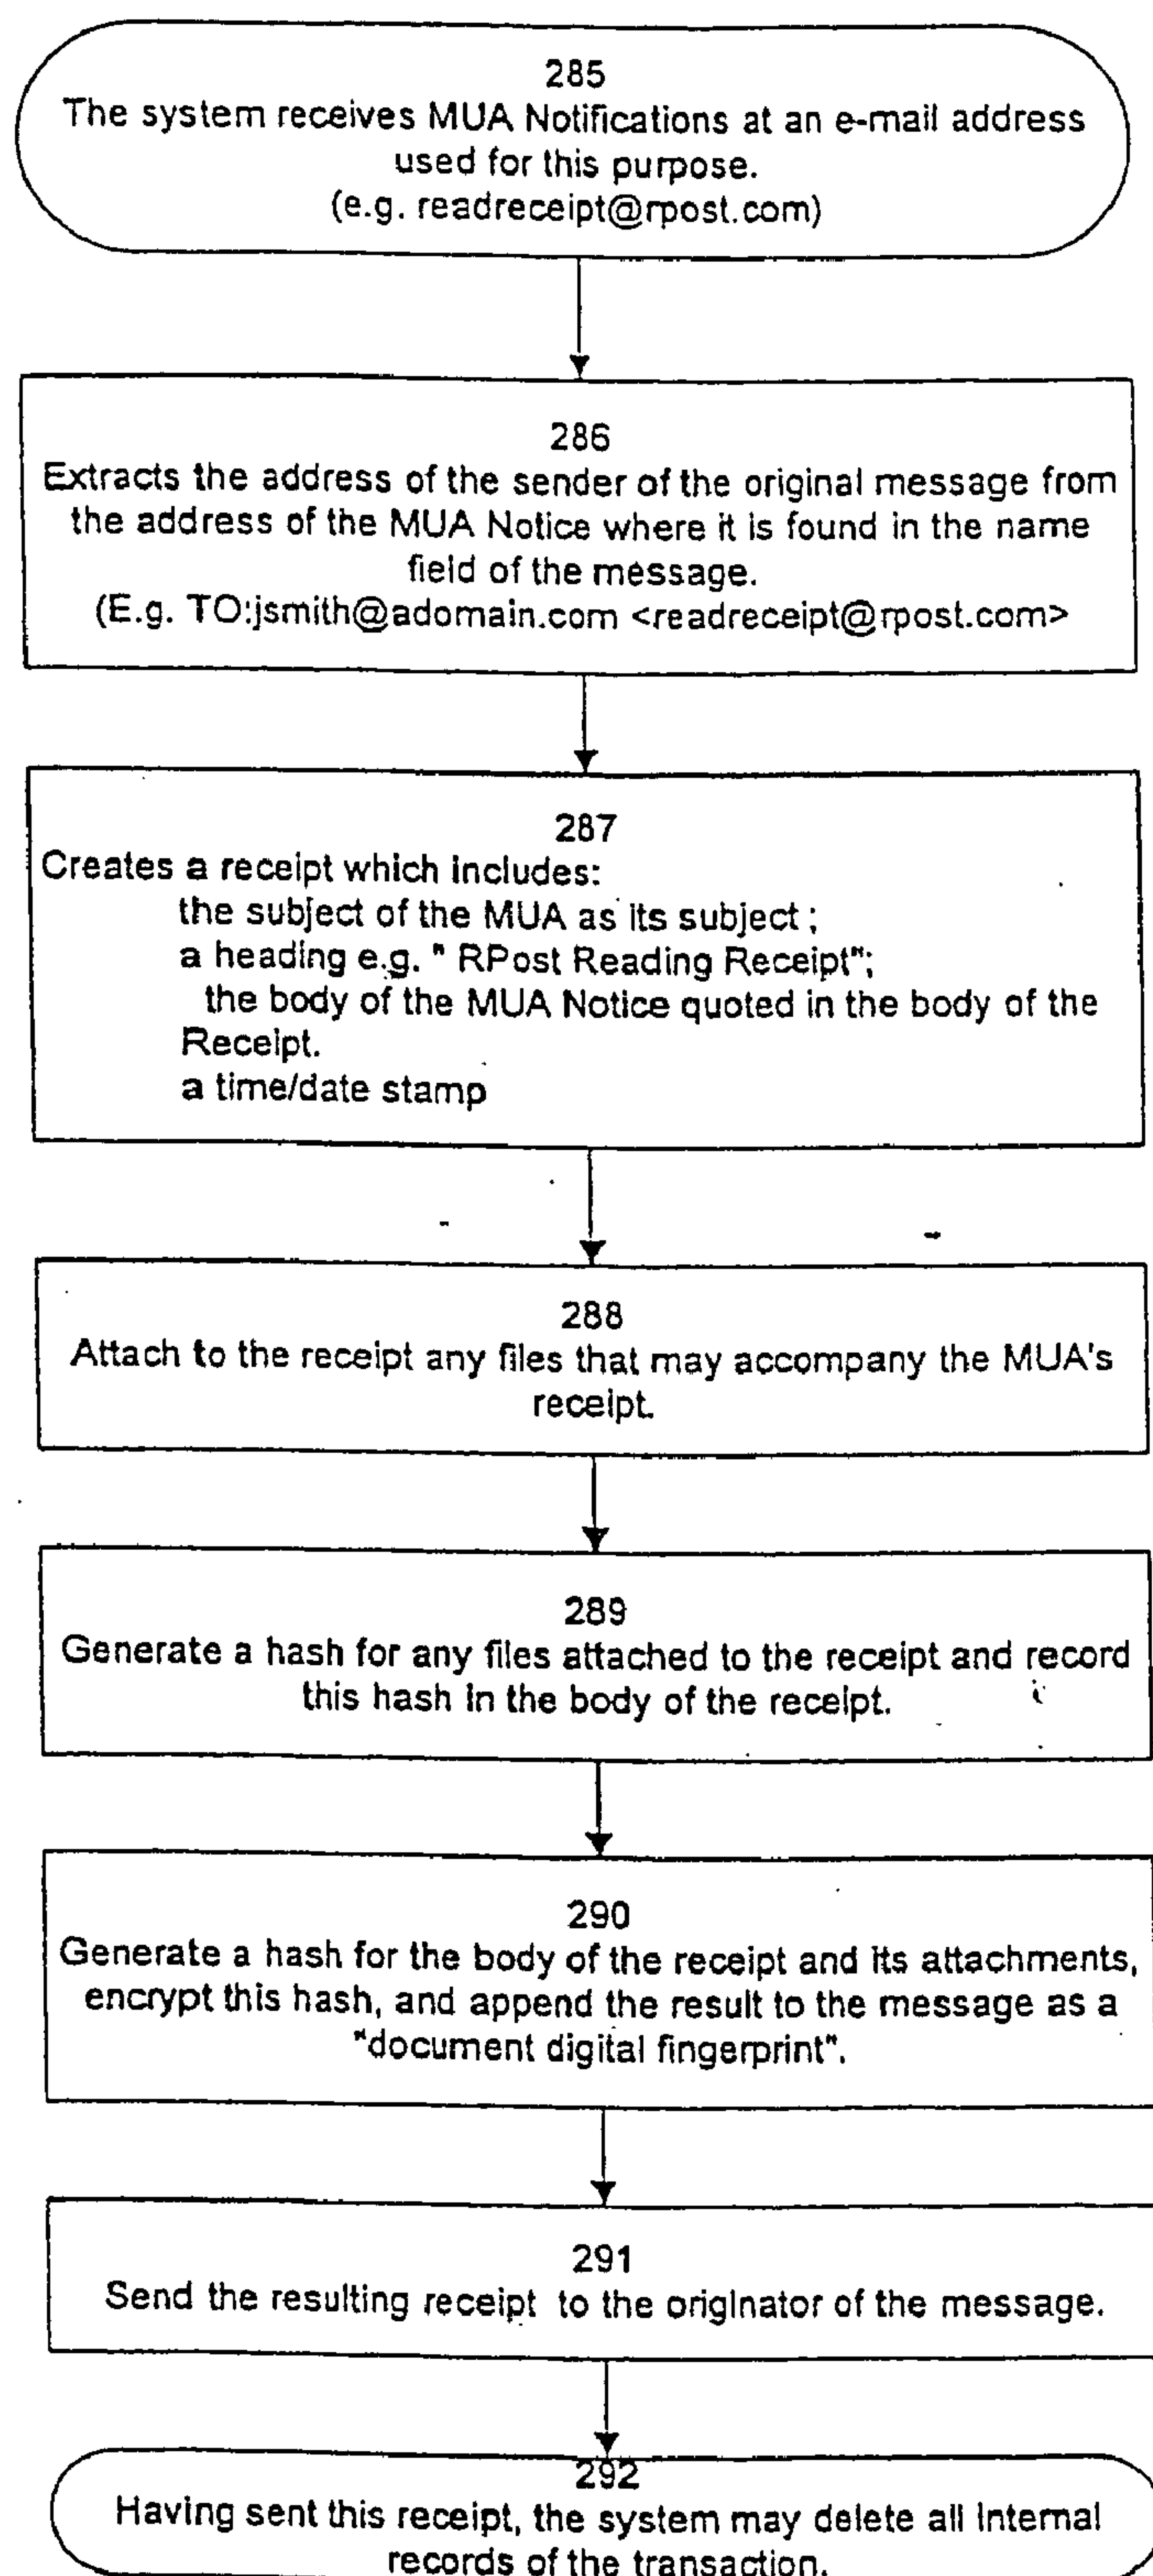 285
The system receives MUA Notifications at an e-mail address
used for this purpose.
(e.g. readreceipt@rpost.com)
286
Extracts the address of the sender of the original message from
the address of the MUA Notice where it is found in the name
field of the message.
(E.g. TO:jsmith@adomain.com <readreceipt@rpost.com>
287
Creates a receipt which includes:
the subject of the MUA as its subject ;
a heading e.g. " RPost Reading Receipt";
the body of the MUA Notice quoted in the body of the
Receipt.
a time/date stamp
288
Attach to the receipt any files that may accompany the MUA's
receipt.
289
Generate a hash for any files attached to the receipt and record
this hash in the body of the receipt.
290
Generate a hash for the body of the receipt and its attachments,
encrypt this hash, and append the result to the message as a
"document digital fingerprint".
291
Send the resulting receipt to the originator of the message.
292
Having sent this receipt, the system may delete all internal
records of the transaction.